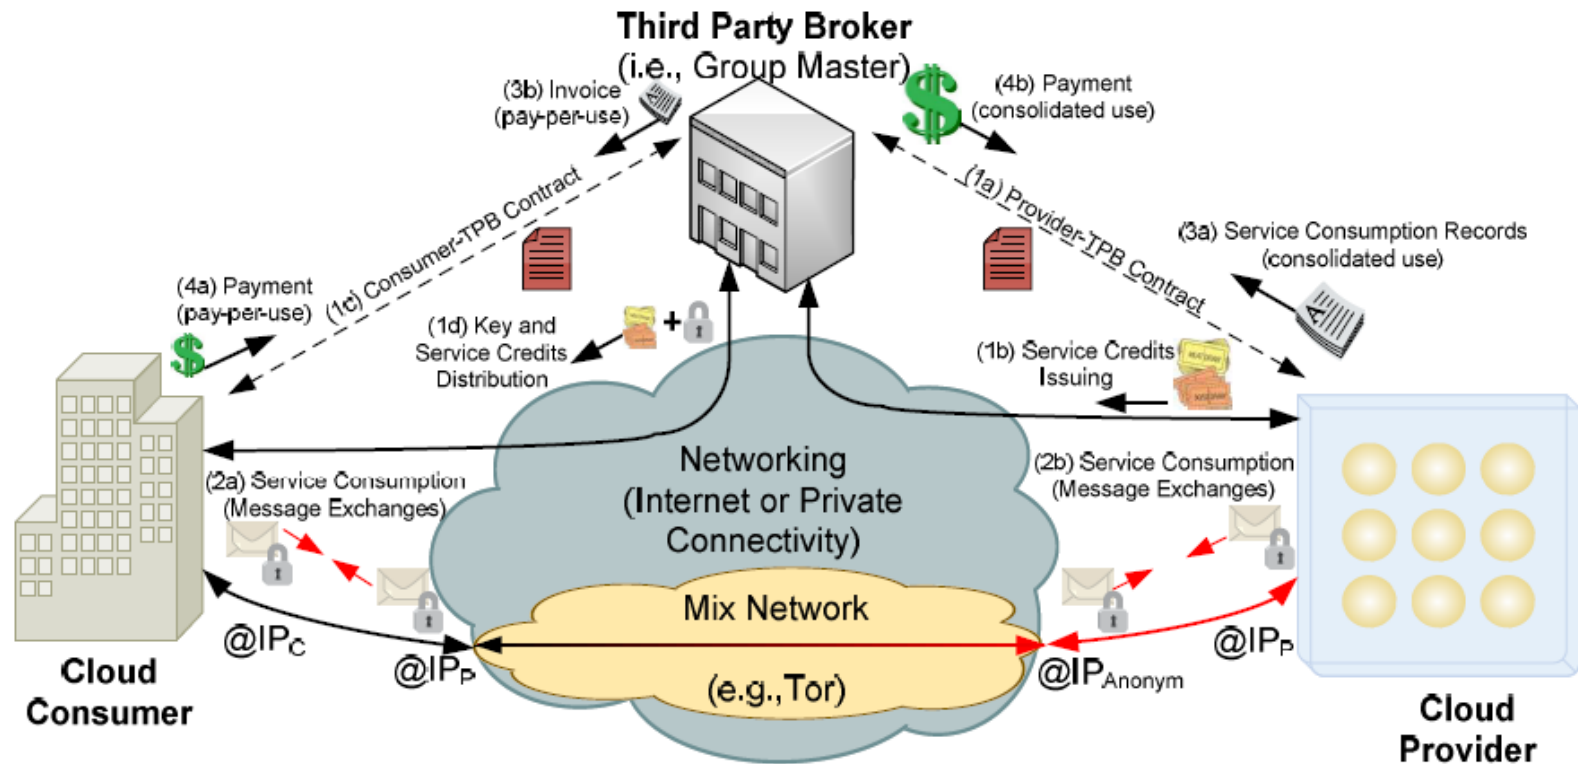 Third Party Broker
(i.e., Group Master)
(3b) Invoice
(pay-per-use)
$
(4b) Payment
(consolidated use)
(1c) Consumer-TPB Contract
(1a) Provider-TPB Contract
(3a) Service Consumption Records
(consolidated use)
A
(4a) Payment
(pay-per-use)
$
(1d) Key and
Service Credits
Distribution
+
(1b) Service Credits
Issuing
Networking
(Internet or Private
Connectivity)
(2a) Service Consumption
(Message Exchanges)
(2b) Service Consumption
(Message Exchanges)
Mix Network
(e.g.,Tor)
@IPC
@IPP
@IPAnonym
@IPP
Cloud
Consumer
Cloud
Provider